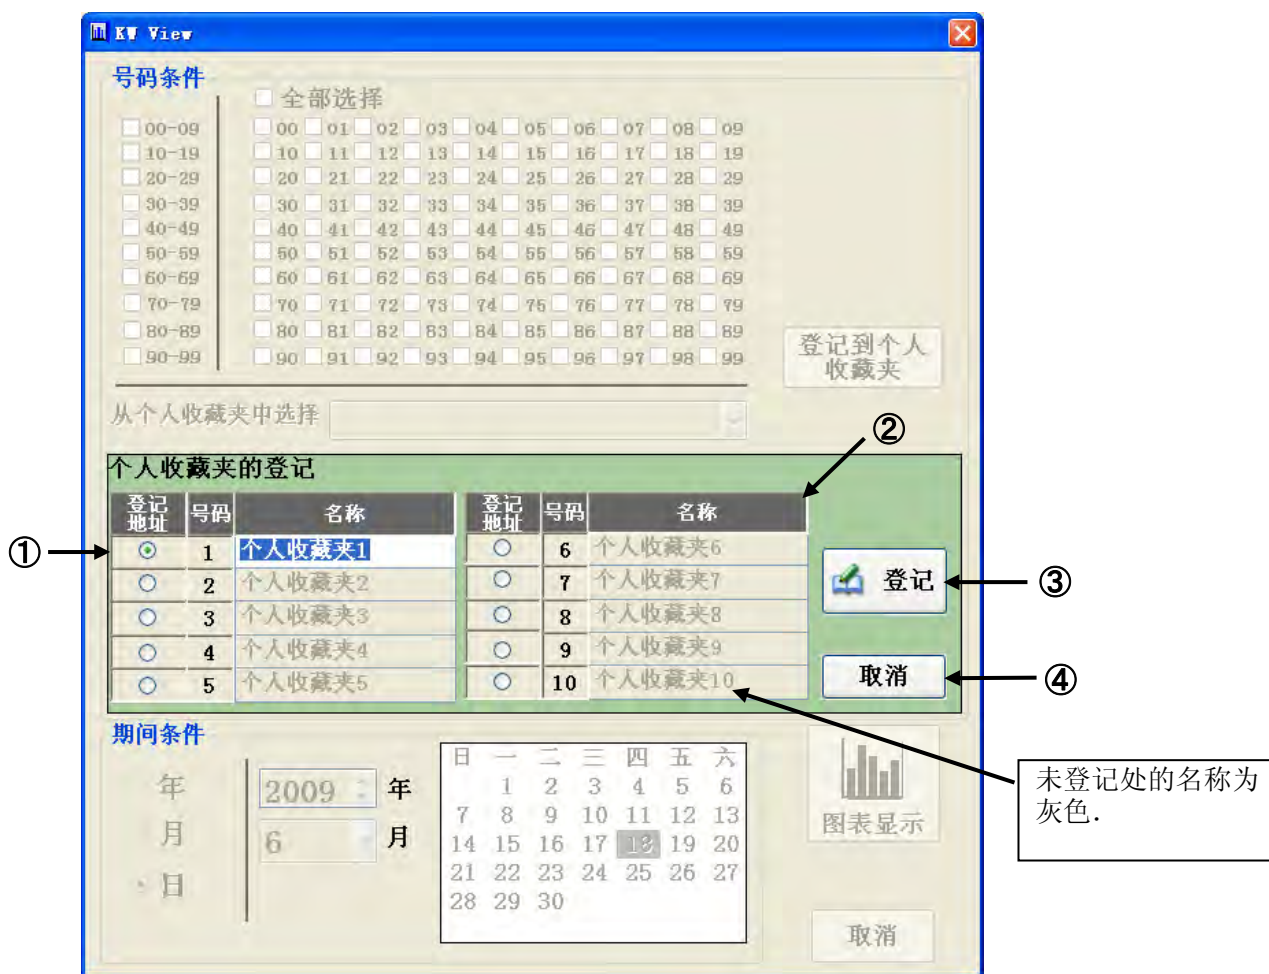 KW View
号码条件
全部选择
00-09 00 01 02 03 04 05 06 07 08 09
10-19 10 11 12 13 14 15 16 17 18 19
20-29 20 21 22 23 24 25 26 27 28 29
30-39 30 31 32 33 34 35 36 37 38 39
40-49 40 41 42 43 44 45 46 47 48 49
50-59 50 51 52 53 54 55 56 57 58 59
60-69 60 61 62 63 64 65 66 67 68 69
70-79 70 71 72 73 74 75 76 77 78 79
80-89 80 81 82 83 84 85 86 87 88 89
90-99 90 91 92 93 94 95 96 97 98 99
登记到个人
收藏夹
从个人收藏夹中选择
②
个人收藏夹的登记
登记地址 号码 名称 登记地址 号码 名称
① 1 个人收藏夹1 6 个人收藏夹6
2 个人收藏夹2 7 个人收藏夹7
3 个人收藏夹3 8 个人收藏夹8
4 个人收藏夹4 9 个人收藏夹9
5 个人收藏夹5 10 个人收藏夹10
登记 ③
取消 ④
期间条件
年 2009 年
月 6 月
日
日 一 二 三 四 五 六
1 2 3 4 5 6
7 8 9 10 11 12 13
14 15 16 17 18 19 20
21 22 23 24 25 26 27
28 29 30
图表显示
取消
未登记处的名称为
灰色.